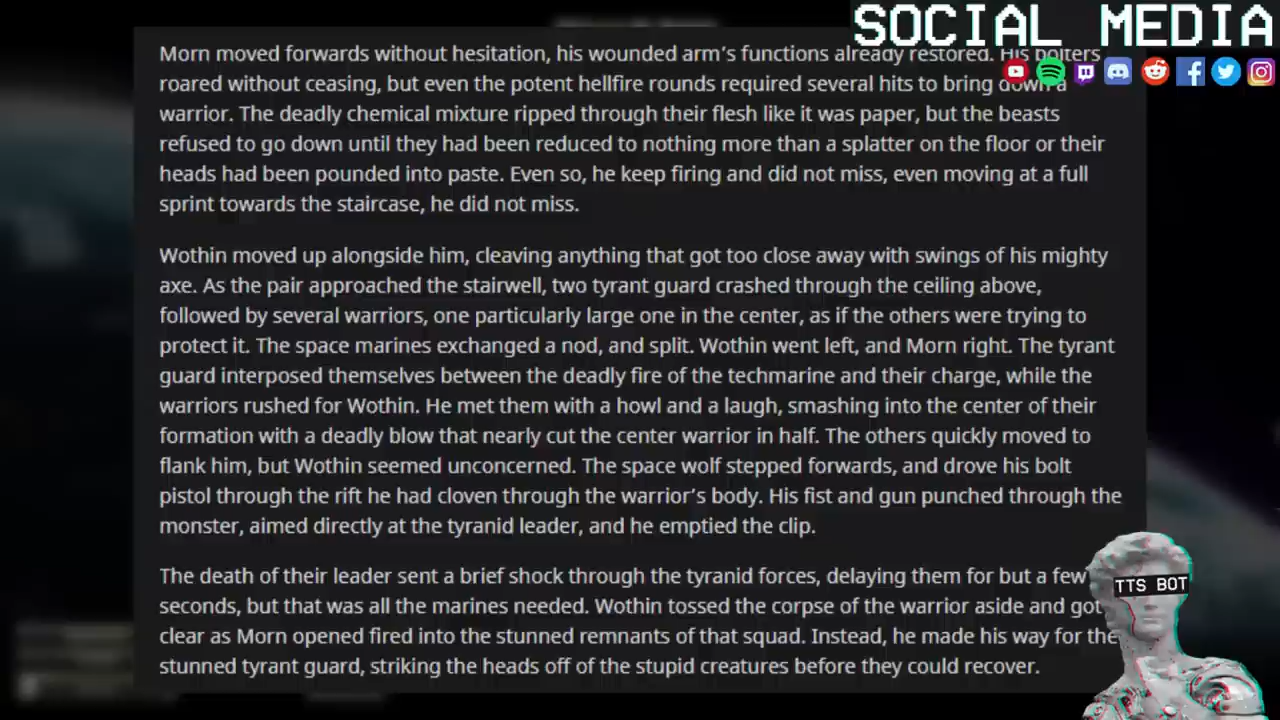 SOCIAL MEDIA
Morn moved forwards without hesitation, his wounded arm's functions already restored. His bolters
roared without ceasing, but even the potent hellfire rounds required several hits to bring down a
warrior. The deadly chemical mixture ripped through their flesh like it was paper, but the beasts
refused to go down until they had been reduced to nothing more than a splatter on the floor or their
heads had been pounded into paste. Even so, he keep firing and did not miss, even moving at a full
sprint towards the staircase, he did not miss.
Wothin moved up alongside him, cleaving anything that got too close away with swings of his mighty
axe. As the pair approached the stairwell, two tyrant guard crashed through the ceiling above,
followed by several warriors, one particularly large one in the center, as if the others were trying to
protect it. The space marines exchanged a nod, and split. Wothin went left, and Morn right. The tyrant
guard interposed themselves between the deadly fire of the techmarine and their charge, while the
warriors rushed for Wothin. He met them with a howl and a laugh, smashing into the center of their
formation with a deadly blow that nearly cut the center warrior in half. The others quickly moved to
flank him, but Wothin seemed unconcerned. The space wolf stepped forwards, and drove his bolt
pistol through the rift he had cloven through the warrior's body. His fist and gun punched through the
monster, aimed directly at the tyranid leader, and he emptied the clip.
The death of their leader sent a brief shock through the tyranid forces, delaying them for but a few
seconds, but that was all the marines needed. Wothin tossed the corpse of the warrior aside and got
clear as Morn opened fired into the stunned remnants of that squad. Instead, he made his way for the
stunned tyrant guard, striking the heads off of the stupid creatures before they could recover.
TTS BOT